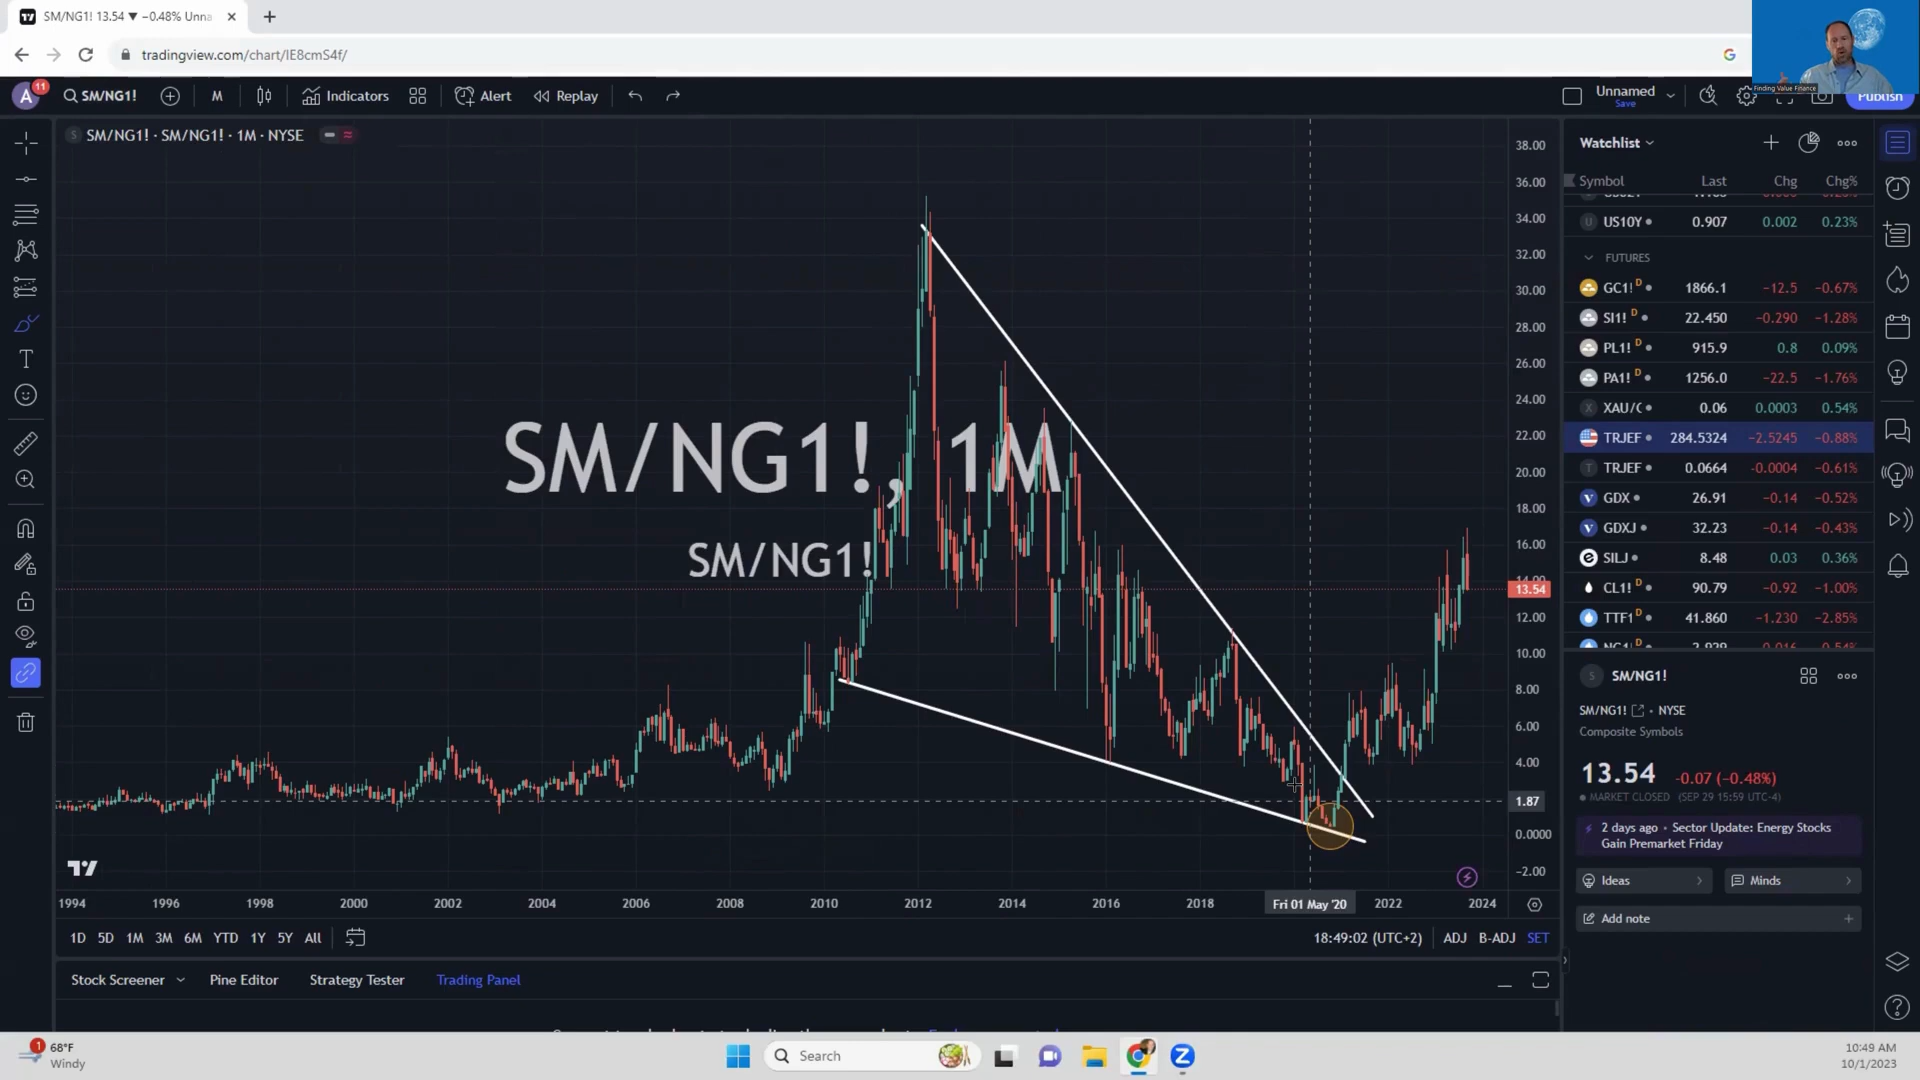 SM/NG1! 13.54 ▼ −0.48% Unna
tradingview.com/chart/IE8cmS4f/
Finding Value Finance
A 11 SM/NG1! M Indicators Alert Replay Unnamed Save Publish
SM/NG1! · SM/NG1! · 1M · NYSE
SM/NG1!, 1M
SM/NG1!
38.00
36.00
34.00
32.00
30.00
28.00
26.00
24.00
22.00
20.00
18.00
16.00
14.00
13.54
12.00
10.00
8.00
6.00
4.00
1.87
0.0000
−2.00
1994 1996 1998 2000 2002 2004 2006 2008 2010 2012 2014 2016 2018 Fri 01 May '20 2022 2024
1D 5D 1M 3M 6M YTD 1Y 5Y All 18:49:02 (UTC+2) ADJ B-ADJ SET
Stock Screener Pine Editor Strategy Tester Trading Panel
Watchlist
Symbol Last Chg Chg%
US10Y 0.907 0.002 0.23%
FUTURES
GC1! D 1866.1 −12.5 −0.67%
SI1! D 22.450 −0.290 −1.28%
PL1! D 915.9 0.8 0.09%
PA1! D 1256.0 −22.5 −1.76%
X XAU/( 0.06 0.0003 0.54%
TRJEF 284.5324 −2.5245 −0.88%
T TRJEF 0.0664 −0.0004 −0.61%
GDX 26.91 −0.14 −0.52%
GDXJ 32.23 −0.14 −0.43%
SILJ 8.48 0.03 0.36%
CL1! D 90.79 −0.92 −1.00%
TTF1 D 41.860 −1.230 −2.85%
S SM/NG1!
SM/NG1! • NYSE
Composite Symbols
13.54 −0.07 (−0.48%)
MARKET CLOSED (SEP 29 15:59 UTC-4)
2 days ago • Sector Update: Energy Stocks
Gain Premarket Friday
Ideas Minds
Add note
1 68°F
Windy
Search
10:49 AM
10/1/2023